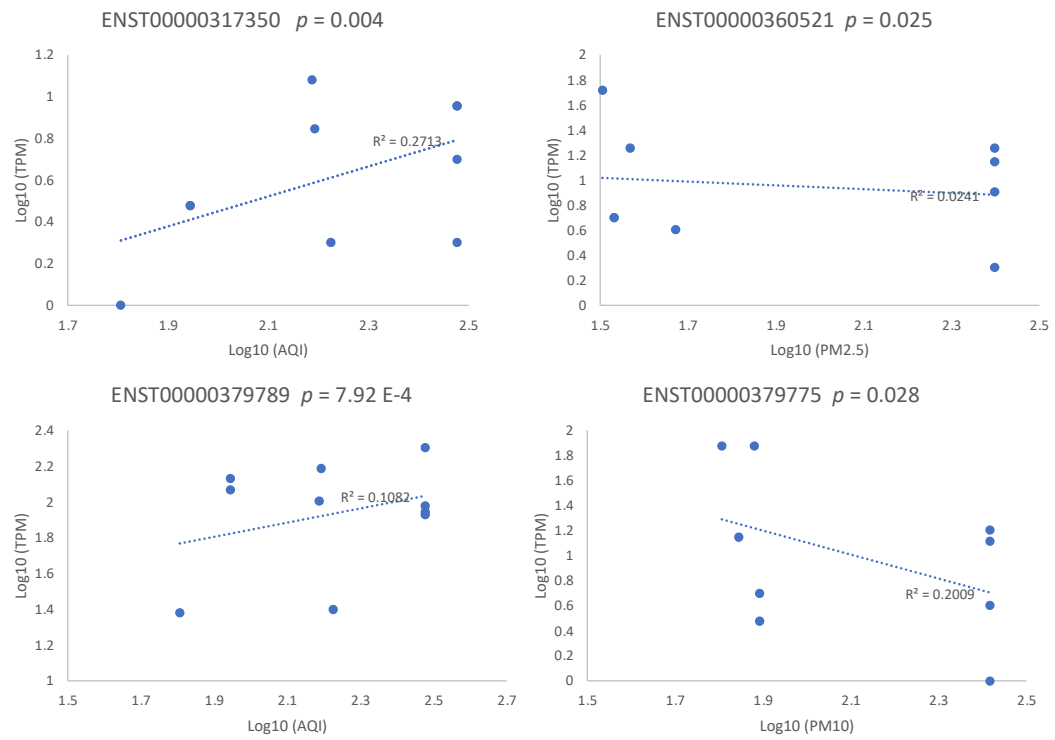 ENST00000317350 p = 0.004
1.2
1
0.8
0.6
0.4
0.2
0
Log10 (TPM)
R² = 0.2713
1.7 1.9 2.1 2.3 2.5
Log10 (AQI)
ENST00000360521 p = 0.025
2
1.8
1.6
1.4
1.2
1
0.8
0.6
0.4
0.2
0
Log10 (TPM)
R² = 0.0241
1.5 1.7 1.9 2.1 2.3 2.5
Log10 (PM2.5)
ENST00000379789 p = 7.92 E-4
2.4
2.2
2
1.8
1.6
1.4
1.2
1
Log10 (TPM)
R² = 0.1082
1.5 1.7 1.9 2.1 2.3 2.5 2.7
Log10 (AQI)
ENST00000379775 p = 0.028
2
1.8
1.6
1.4
1.2
1
0.8
0.6
0.4
0.2
0
Log10 (TPM)
R² = 0.2009
1.5 1.7 1.9 2.1 2.3 2.5
Log10 (PM10)